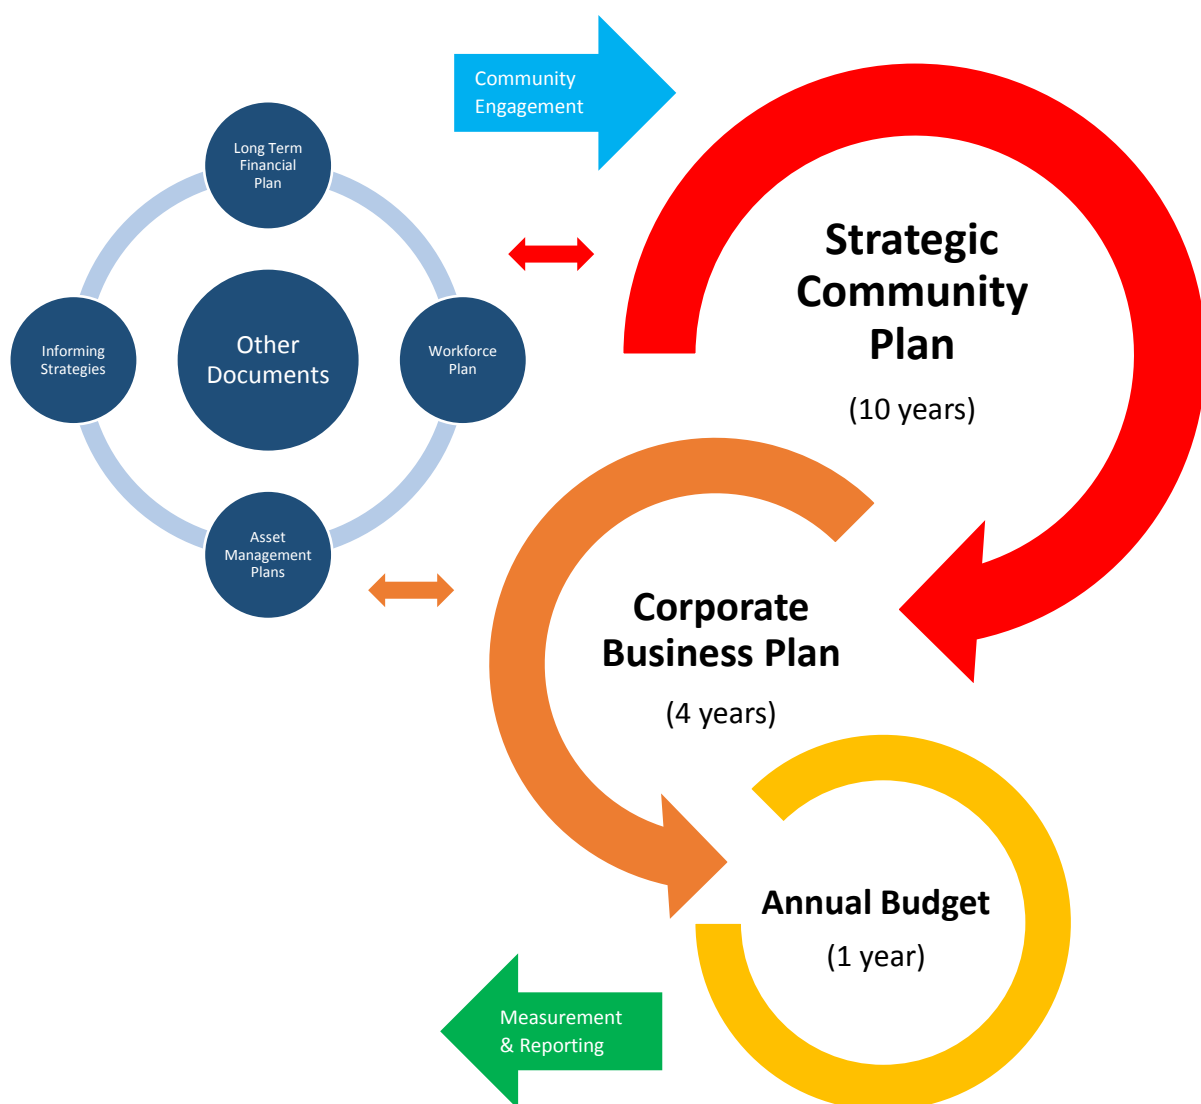 Community
Engagement
Long Term
Financial
Plan
Strategic
Community
Plan
(10 years)
Informing
Strategies
Other
Documents
Workforce
Plan
Asset
Management
Plans
Corporate
Business Plan
(4 years)
Annual Budget
(1 year)
Measurement
& Reporting